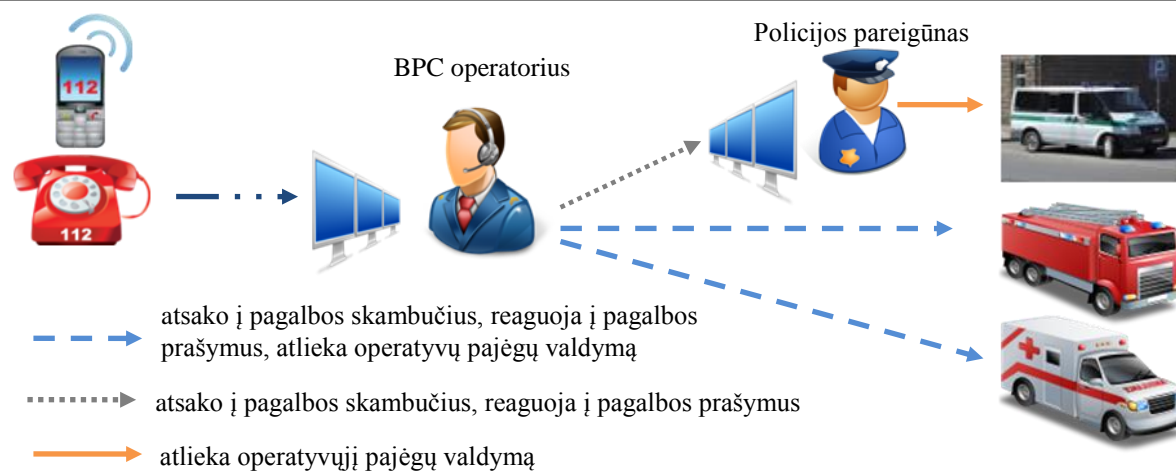 Policijos pareigūnas
BPC operatorius
112
112
atsako į pagalbos skambučius, reaguoja į pagalbos
prašymus, atlieka operatyvų pajėgų valdymą
atsako į pagalbos skambučius, reaguoja į pagalbos prašymus
atlieka operatyvųjį pajėgų valdymą